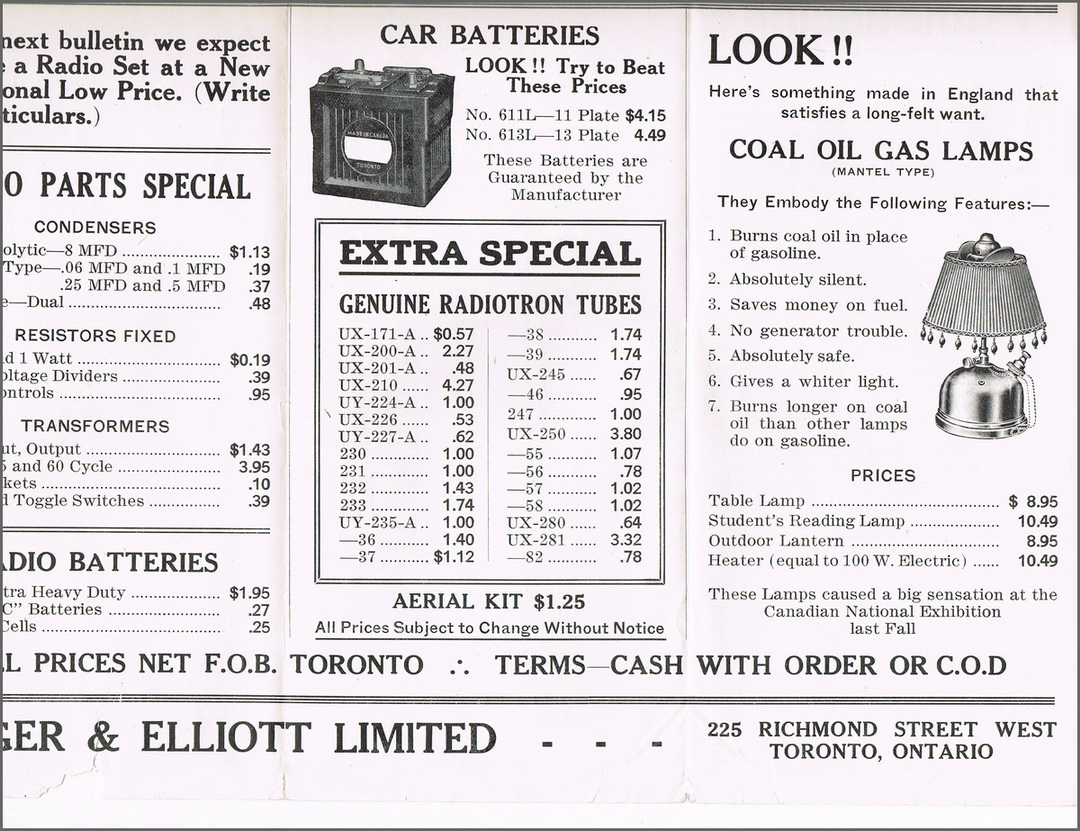 next bulletin we expect
a Radio Set at a New
onal Low Price. (Write
ticulars.)
O PARTS SPECIAL
CONDENSERS
olytic—8 MFD ........ $1.13
Type—.06 MFD and .1 MFD .19
.25 MFD and .5 MFD .37
e—Dual ........ .48
RESISTORS FIXED
d 1 Watt ........ $0.19
oltage Dividers ........ .39
ontrols ........ .95
TRANSFORMERS
ut, Output ........ $1.43
5 and 60 Cycle ........ 3.95
kets ........ .10
d Toggle Switches ........ .39
ADIO BATTERIES
tra Heavy Duty ........ $1.95
C" Batteries ........ .27
Cells ........ .25
CAR BATTERIES
LOOK !! Try to Beat
These Prices
No. 611L—11 Plate $4.15
No. 613L—13 Plate 4.49
These Batteries are
Guaranteed by the
Manufacturer
MADE IN CANADA
TORONTO
EXTRA SPECIAL
GENUINE RADIOTRON TUBES
UX-171-A .. $0.57
UX-200-A .. 2.27
UX-201-A .. .48
UX-210 ...... 4.27
UY-224-A .. 1.00
UX-226 ...... .53
UY-227-A .. .62
230 ............ 1.00
231 ............ 1.00
232 ............ 1.43
233 ............ 1.74
UY-235-A .. 1.00
—36 ........... 1.40
—37 ........... $1.12
—38 ........... 1.74
—39 ........... 1.74
UX-245 ...... .67
—46 ........... .95
247 ............ 1.00
UX-250 ...... 3.80
—55 ........... 1.07
—56 ........... .78
—57 ........... 1.02
—58 ........... 1.02
UX-280 ...... .64
UX-281 ...... 3.32
—82 ........... .78
AERIAL KIT $1.25
All Prices Subject to Change Without Notice
LOOK !!
Here's something made in England that
satisfies a long-felt want.
COAL OIL GAS LAMPS
(MANTEL TYPE)
They Embody the Following Features:—
1. Burns coal oil in place
of gasoline.
2. Absolutely silent.
3. Saves money on fuel.
4. No generator trouble.
5. Absolutely safe.
6. Gives a whiter light.
7. Burns longer on coal
oil than other lamps
do on gasoline.
PRICES
Table Lamp ........ $ 8.95
Student's Reading Lamp ........ 10.49
Outdoor Lantern ........ 8.95
Heater (equal to 100 W. Electric) ...... 10.49
These Lamps caused a big sensation at the
Canadian National Exhibition
last Fall
L PRICES NET F.O.B. TORONTO ∴ TERMS—CASH WITH ORDER OR C.O.D
GER & ELLIOTT LIMITED - - -
225 RICHMOND STREET WEST
TORONTO, ONTARIO